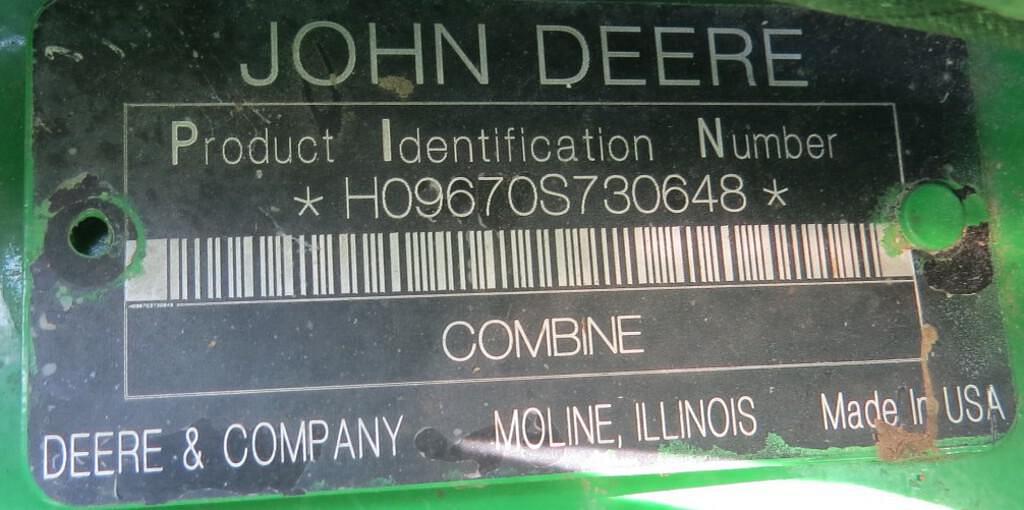 JOHN DEERE
Product Identification Number
* H09670S730648 *
COMBINE
DEERE & COMPANY MOLINE, ILLINOIS Made In USA